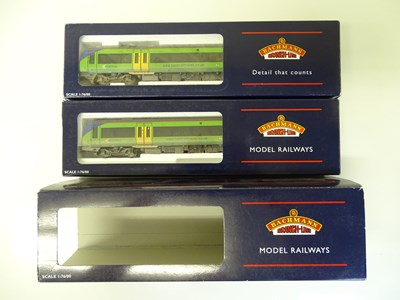 BACHMANN
BRANCH-LINE
Detail that counts
SCALE 1:76/00
BACHMANN
BRANCH-LINE
MODEL RAILWAYS
SCALE 1:76/00
BACHMANN
BRANCH-LINE
MODEL RAILWAYS
SCALE 1:76/00